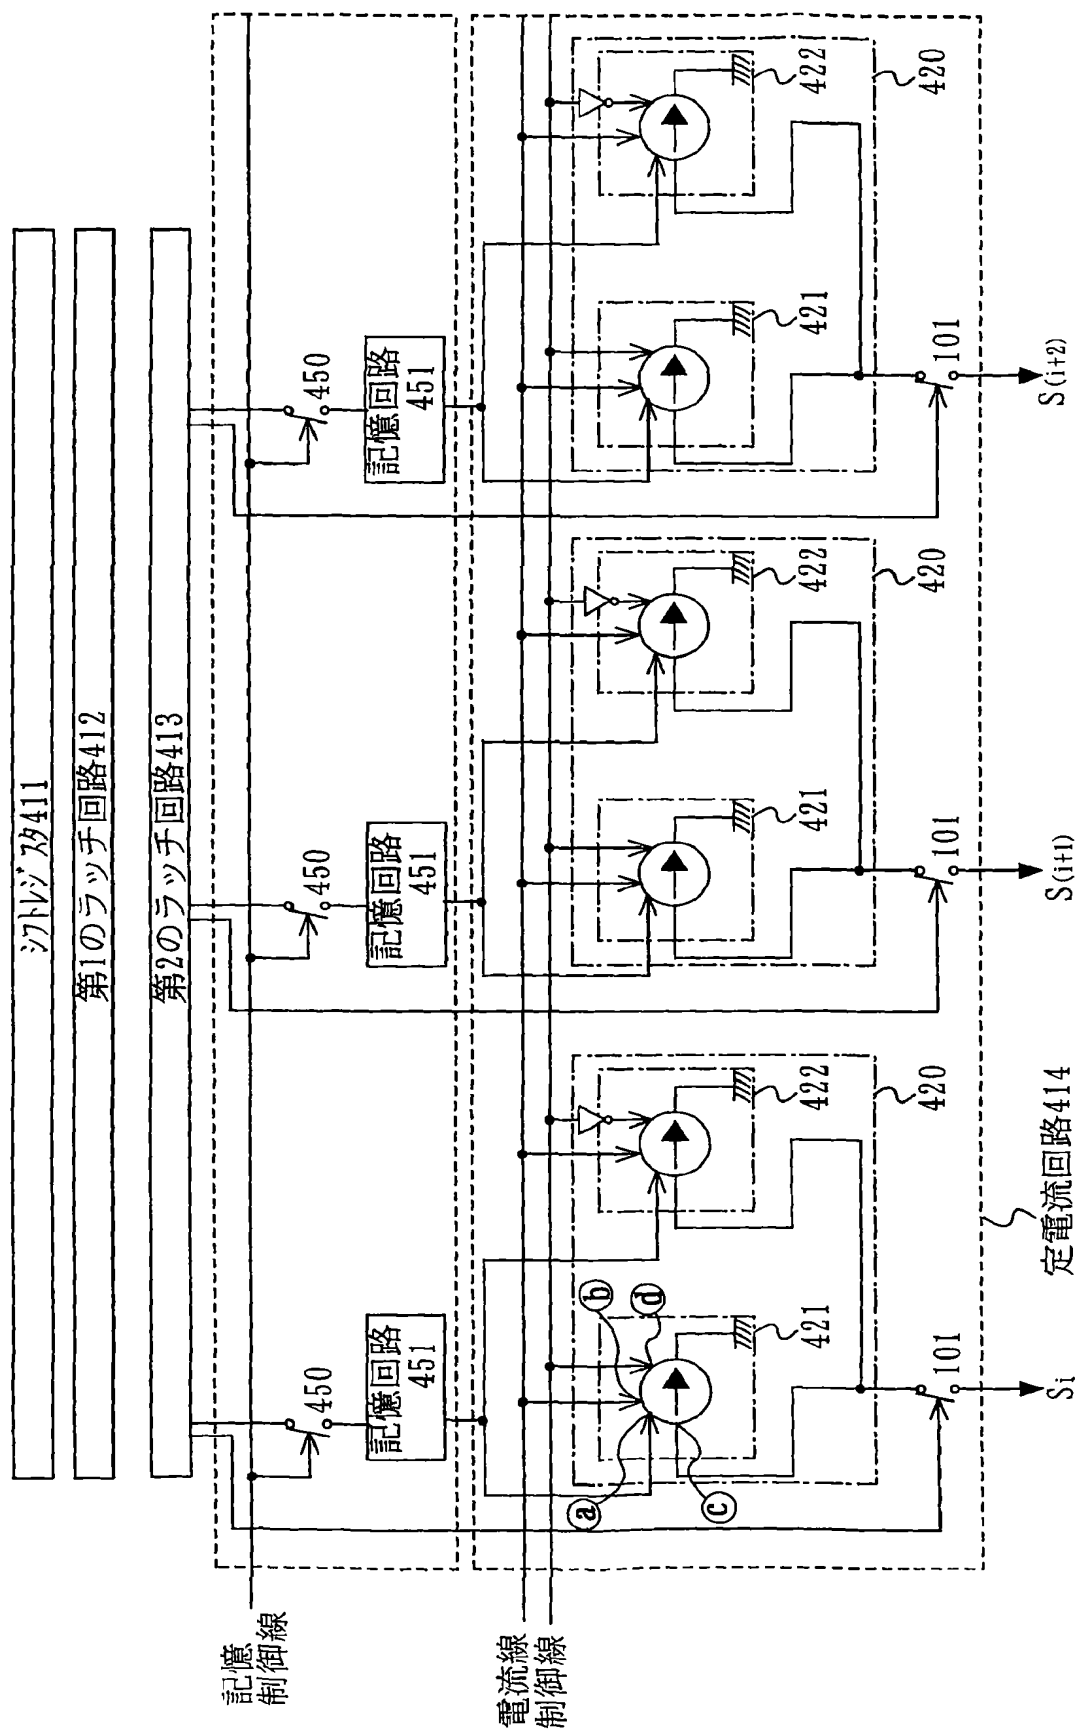 シフトレジスタ411
第1のラッチ回路412
第2のラッチ回路413
記憶
制御線
450
記憶回路
451
450
記憶回路
451
450
記憶回路
451
電流線
制御線
a
b
c
d
421
422
420
421
422
420
421
422
420
101
101
101
Si
S(i+1)
S(i+2)
定電流回路414